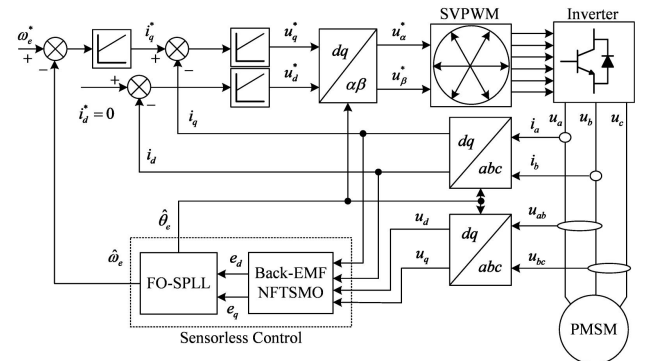 SVPWM
Inverter
ω*e
+
−
i*q
+
−
u*q
u*d
dq
αβ
u*α
u*β
+
−
i*d = 0
iq
id
ua
ub
uc
ia
ib
dq
abc
θ̂e
ω̂e
ud
uq
dq
abc
uab
ubc
FO-SPLL
ed
eq
Back-EMF
NFTSMO
Sensorless Control
PMSM